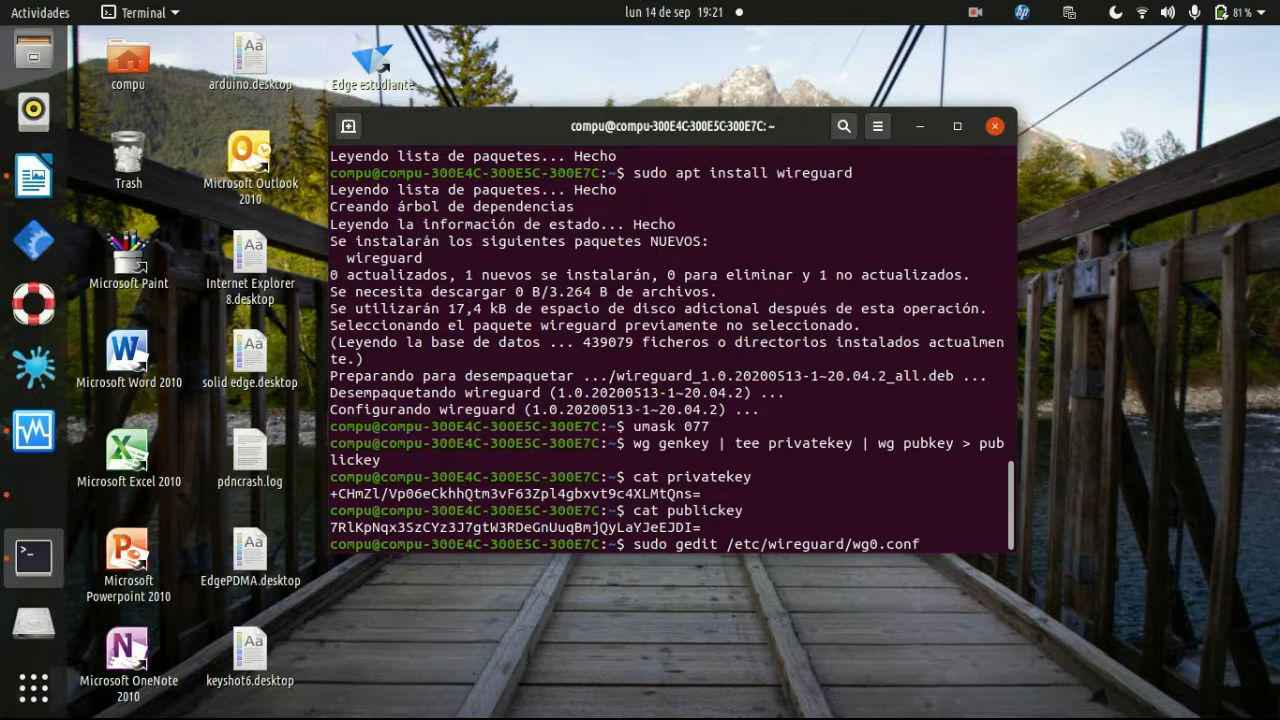 Actividades
Terminal
lun 14 de sep 19:21
hp
81 %
compu
arduino.desktop
Edge estudiante
Trash
Microsoft Outlook
2010
Microsoft Paint
Internet Explorer
8.desktop
Microsoft Word 2010
solid edge.desktop
Microsoft Excel 2010
pdncrash.log
Microsoft
Powerpoint 2010
EdgePDMA.desktop
Microsoft OneNote
2010
keyshot6.desktop
compu@compu-300E4C-300E5C-300E7C: ~
Leyendo lista de paquetes... Hecho
compu@compu-300E4C-300E5C-300E7C:~$ sudo apt install wireguard
Leyendo lista de paquetes... Hecho
Creando árbol de dependencias
Leyendo la información de estado... Hecho
Se instalarán los siguientes paquetes NUEVOS:
wireguard
0 actualizados, 1 nuevos se instalarán, 0 para eliminar y 1 no actualizados.
Se necesita descargar 0 B/3.264 B de archivos.
Se utilizarán 17,4 kB de espacio de disco adicional después de esta operación.
Seleccionando el paquete wireguard previamente no seleccionado.
(Leyendo la base de datos ... 439079 ficheros o directorios instalados actualmen
te.)
Preparando para desempaquetar .../wireguard_1.0.20200513-1~20.04.2_all.deb ...
Desempaquetando wireguard (1.0.20200513-1~20.04.2) ...
Configurando wireguard (1.0.20200513-1~20.04.2) ...
compu@compu-300E4C-300E5C-300E7C:~$ umask 077
compu@compu-300E4C-300E5C-300E7C:~$ wg genkey | tee privatekey | wg pubkey > pub
lickey
compu@compu-300E4C-300E5C-300E7C:~$ cat privatekey
+CHmZl/Vp06eCkhhQtm3vF63Zpl4gbxvt9c4XLMtQns=
compu@compu-300E4C-300E5C-300E7C:~$ cat publickey
7RlKpNqx3SzCYz3J7gtW3RDeGnUuqBmjQyLaYJeEJDI=
compu@compu-300E4C-300E5C-300E7C:~$ sudo gedit /etc/wireguard/wg0.conf